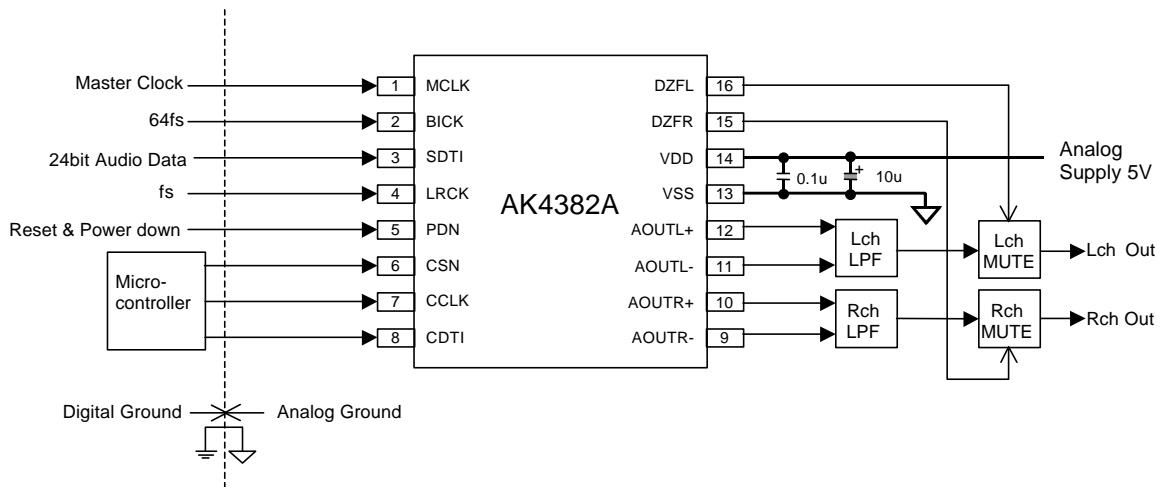 Master Clock
64fs
24bit Audio Data
fs
Reset & Power down
Micro-
controller
1
2
3
4
5
6
7
8
MCLK
BICK
SDTI
LRCK
PDN
CSN
CCLK
CDTI
AK4382A
DZFL
DZFR
VDD
VSS
AOUTL+
AOUTL-
AOUTR+
AOUTR-
16
15
14
13
12
11
10
9
0.1u
+
10u
Analog
Supply 5V
Lch
LPF
Rch
LPF
Lch
MUTE
Rch
MUTE
Lch Out
Rch Out
Digital Ground
Analog Ground